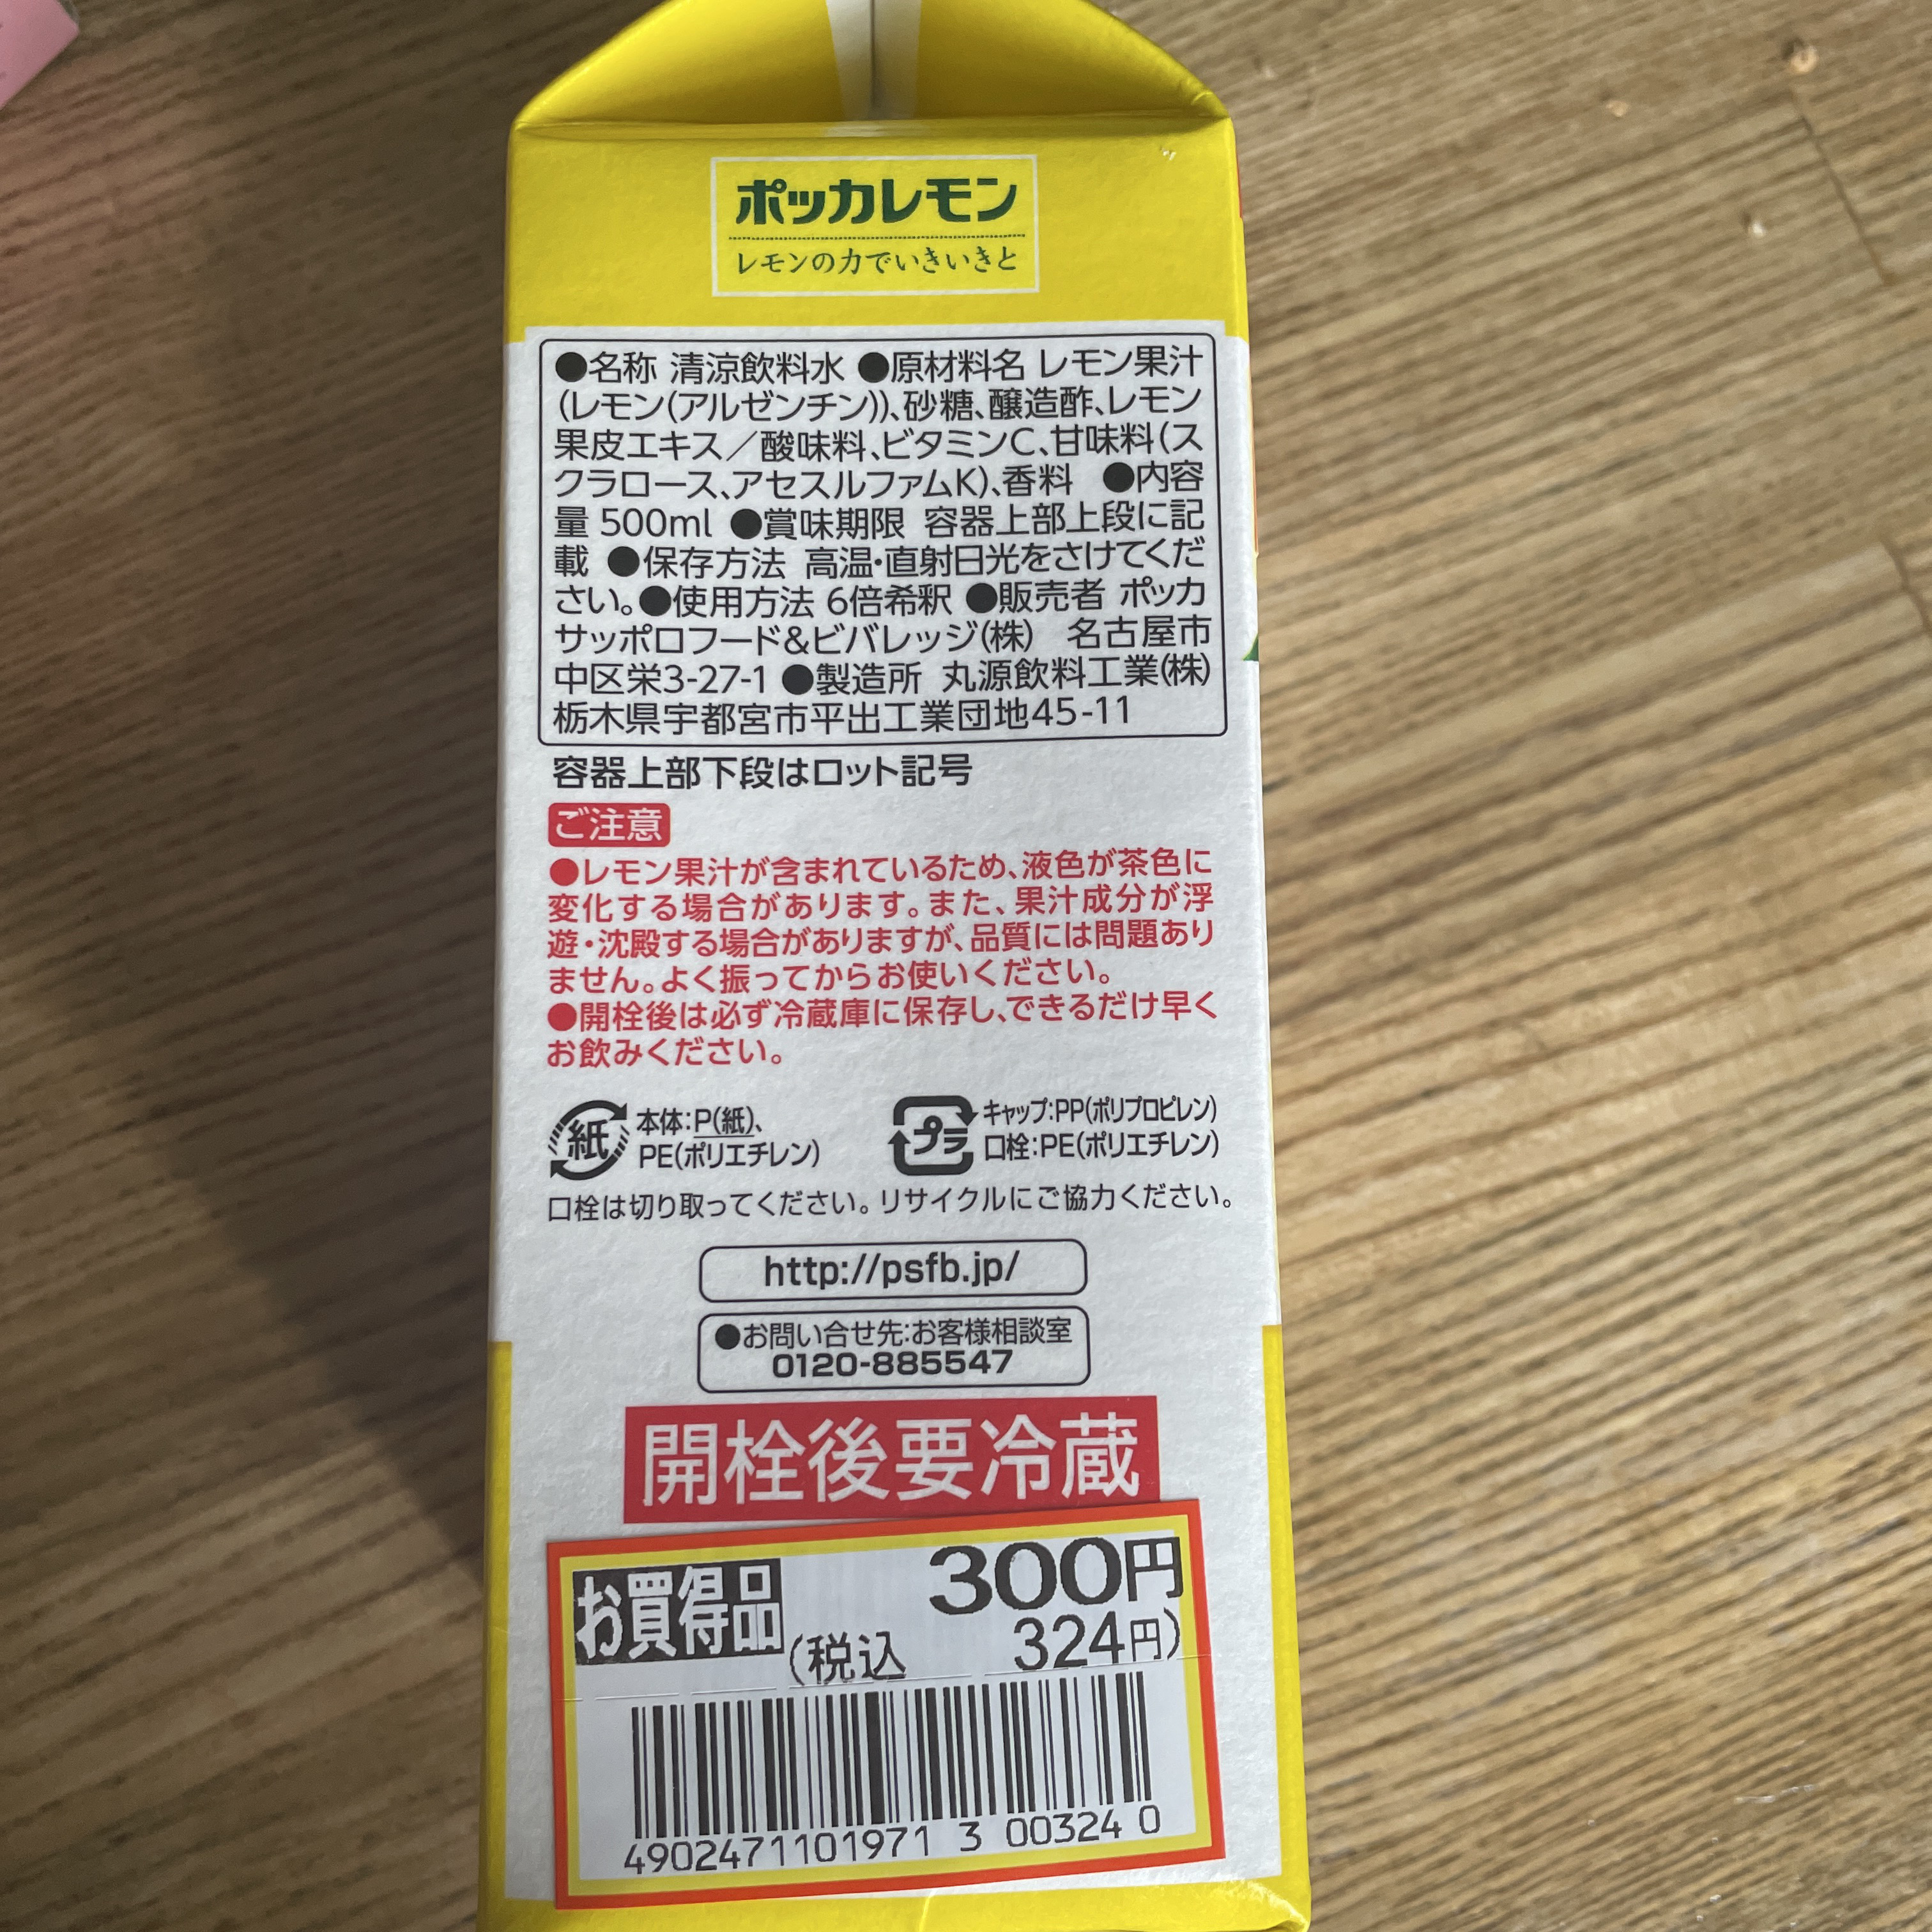 ポッカレモン
レモンの力でいきいきと
●名称 清涼飲料水 ●原材料名 レモン果汁
(レモン(アルゼンチン))、砂糖、醸造酢、レモン
果皮エキス／酸味料、ビタミンC、甘味料(ス
クラロース、アセスルファムK)、香料 ●内容
量 500ml ●賞味期限 容器上部上段に記
載 ●保存方法 高温・直射日光をさけてくだ
さい。●使用方法 6倍希釈 ●販売者 ポッカ
サッポロフード&ビバレッジ(株) 名古屋市
中区栄3-27-1 ●製造所 丸源飲料工業(株)
栃木県宇都宮市平出工業団地45-11
容器上部下段はロット記号
ご注意
●レモン果汁が含まれているため、液色が茶色に
変化する場合があります。また、果汁成分が浮
遊・沈殿する場合がありますが、品質には問題あり
ません。よく振ってからお使いください。
●開栓後は必ず冷蔵庫に保存し、できるだけ早く
お飲みください。
紙 本体:P(紙)、
PE(ポリエチレン)
プラ キャップ:PP(ポリプロピレン)
口栓:PE(ポリエチレン)
口栓は切り取ってください。リサイクルにご協力ください。
http://psfb.jp/
●お問い合せ先:お客様相談室
0120-885547
開栓後要冷蔵
お買得品 300円
(税込 324円)
4902471101971 3 00324 0